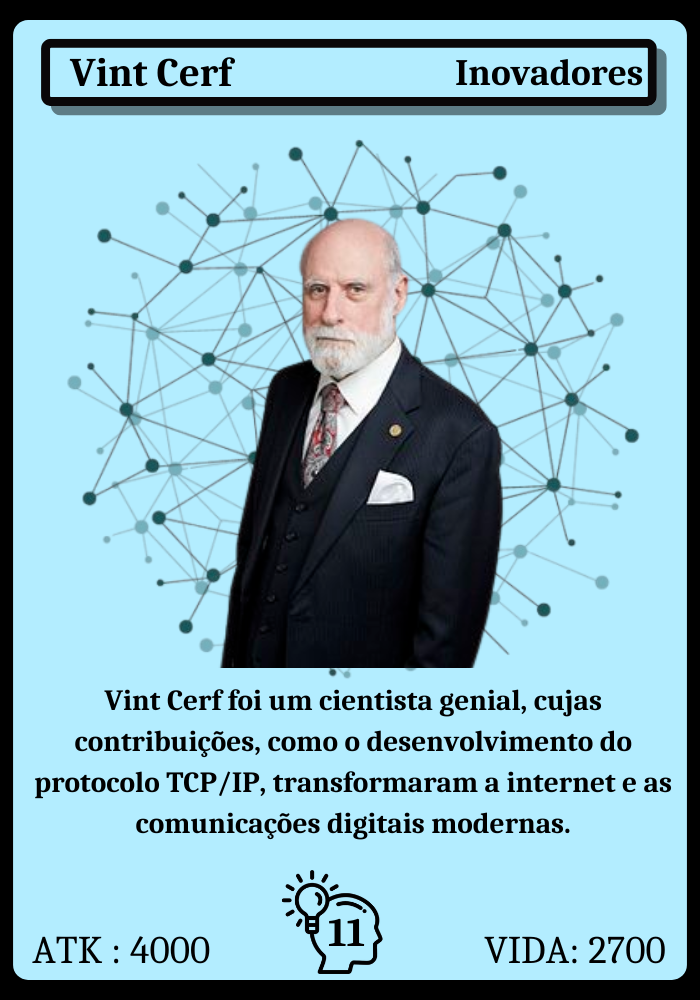 Vint Cerf
Inovadores
Vint Cerf foi um cientista genial, cujas
contribuições, como o desenvolvimento do
protocolo TCP/IP, transformaram a internet e as
comunicações digitais modernas.
ATK : 4000
11
VIDA: 2700